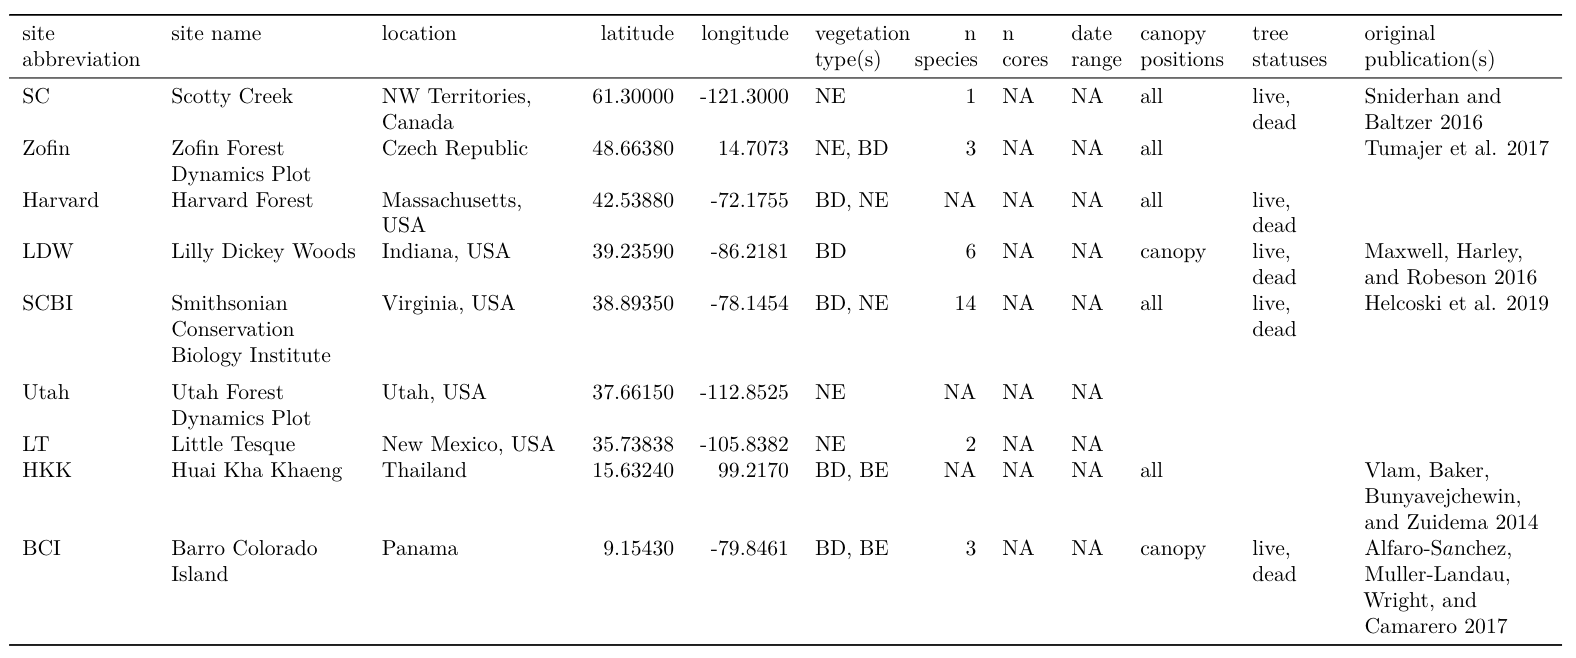 site site name location latitude longitude vegetation n n date canopy tree original
abbreviation type(s) species cores range positions statuses publication(s)
SC Scotty Creek NW Territories, 61.30000 -121.3000 NE 1 NA NA all live, Sniderhan and
Canada dead Baltzer 2016
Zofin Zofin Forest Czech Republic 48.66380 14.7073 NE, BD 3 NA NA all Tumajer et al. 2017
Dynamics Plot
Harvard Harvard Forest Massachusetts, 42.53880 -72.1755 BD, NE NA NA NA all live,
USA dead
LDW Lilly Dickey Woods Indiana, USA 39.23590 -86.2181 BD 6 NA NA canopy live, Maxwell, Harley,
dead and Robeson 2016
SCBI Smithsonian Virginia, USA 38.89350 -78.1454 BD, NE 14 NA NA all live, Helcoski et al. 2019
Conservation dead
Biology Institute
Utah Utah Forest Utah, USA 37.66150 -112.8525 NE NA NA NA
Dynamics Plot
LT Little Tesque New Mexico, USA 35.73838 -105.8382 NE 2 NA NA
HKK Huai Kha Khaeng Thailand 15.63240 99.2170 BD, BE NA NA NA all Vlam, Baker,
Bunyavejchewin,
and Zuidema 2014
BCI Barro Colorado Panama 9.15430 -79.8461 BD, BE 3 NA NA canopy live, Alfaro-Sanchez,
Island dead Muller-Landau,
Wright, and
Camarero 2017